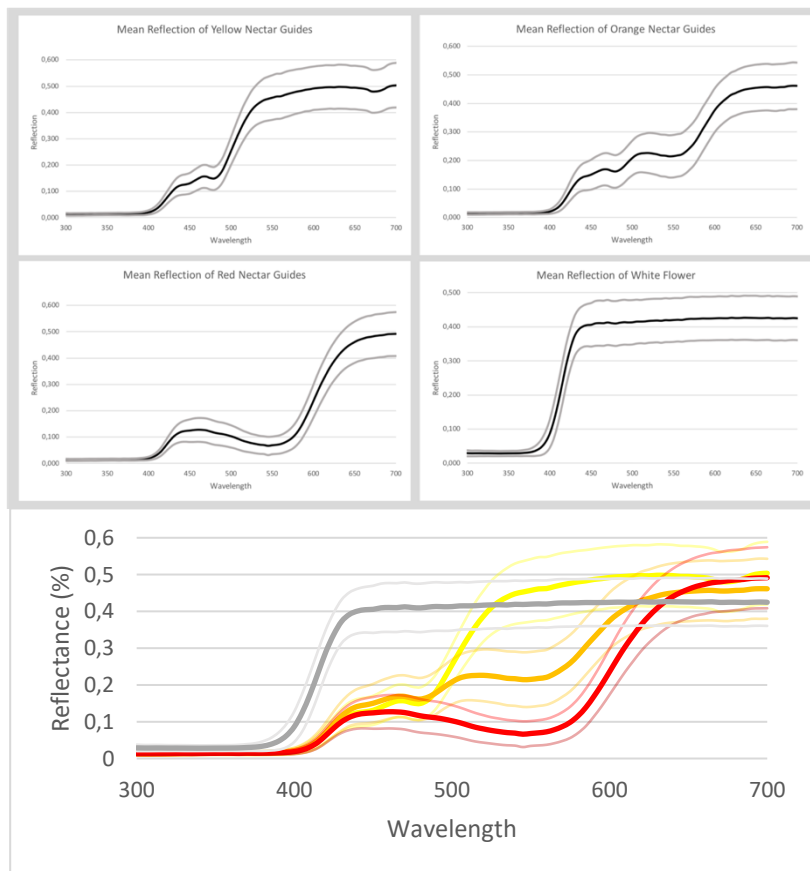 Mean Reflection of Yellow Nectar Guides
0,600
0,500
0,400
0,300
0,200
0,100
0,000
Reflection
300 350 400 450 500 550 600 650 700
Wavelength
Mean Reflection of Orange Nectar Guides
0,600
0,500
0,400
0,300
0,200
0,100
0,000
Reflection
300 350 400 450 500 550 600 650 700
Wavelength
Mean Reflection of Red Nectar Guides
0,600
0,500
0,400
0,300
0,200
0,100
0,000
Reflection
300 350 400 450 500 550 600 650 700
Wavelength
Mean Reflection of White Flower
0,500
0,400
0,300
0,200
0,100
0,000
Reflection
300 350 400 450 500 550 600 650 700
Wavelength
0,6
0,5
0,4
0,3
0,2
0,1
0
Reflectance (%)
300 400 500 600 700
Wavelength